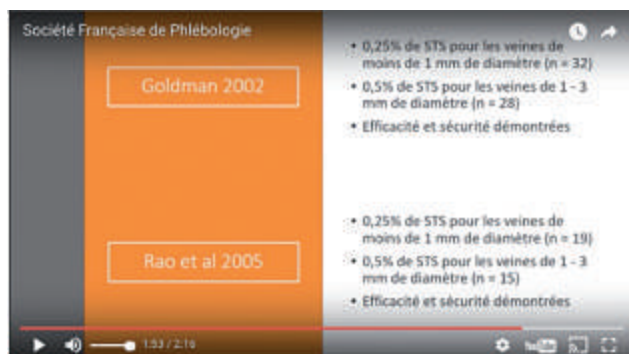 Société Française de Phlébologie
Goldman 2002
• 0,25% de STS pour les veines de
moins de 1 mm de diamètre (n = 32)
• 0,5% de STS pour les veines de 1 - 3
mm de diamètre (n = 28)
• Efficacité et sécurité démontrées
Rao et al 2005
• 0,25% de STS pour les veines de
moins de 1 mm de diamètre (n = 19)
• 0,5% de STS pour les veines de 1 - 3
mm de diamètre (n = 15)
• Efficacité et sécurité démontrées
1:53 / 2:16
YouTube